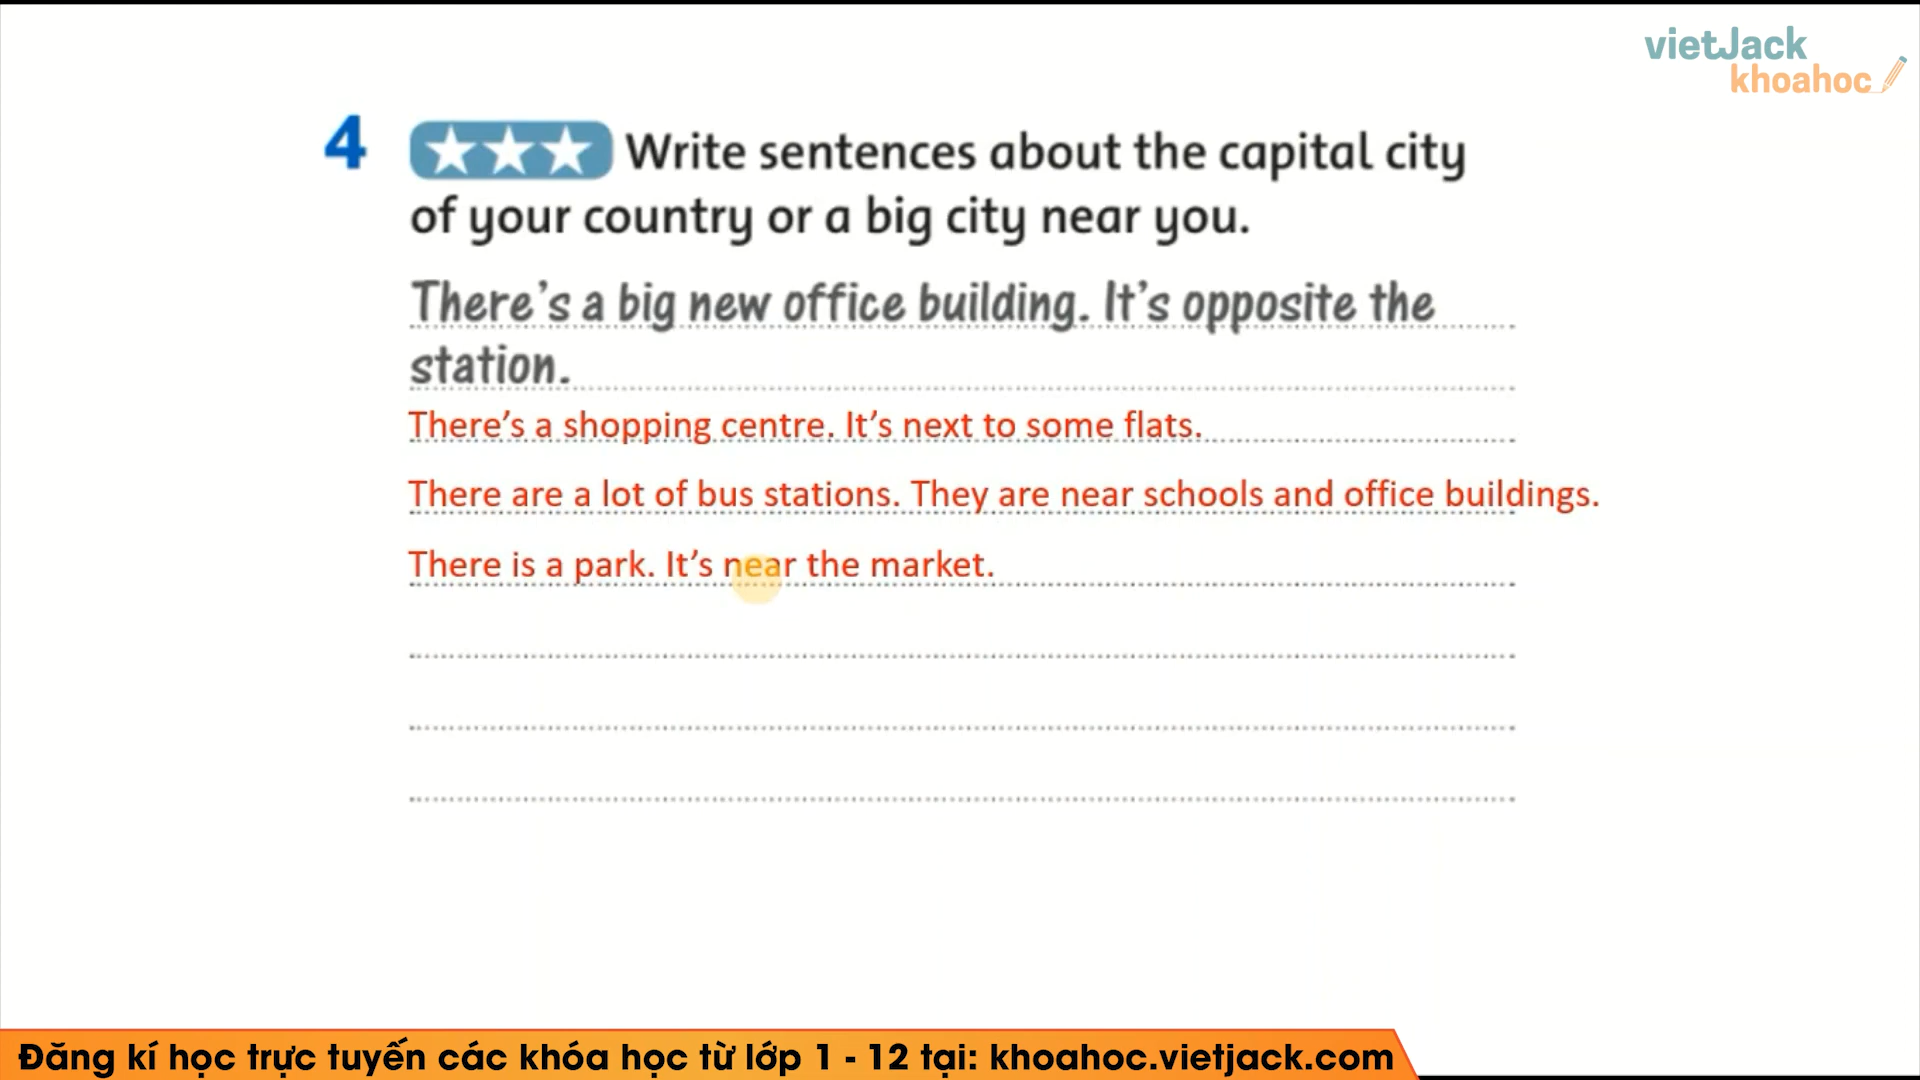 vietJack
khoahoc
4 ★★★ Write sentences about the capital city
of your country or a big city near you.
There's a big new office building. It's opposite the
station.
There's a shopping centre. It's next to some flats.
There are a lot of bus stations. They are near schools and office buildings.
There is a park. It's near the market.
Đăng kí học trực tuyến các khóa học từ lớp 1 - 12 tại: khoahoc.vietjack.com